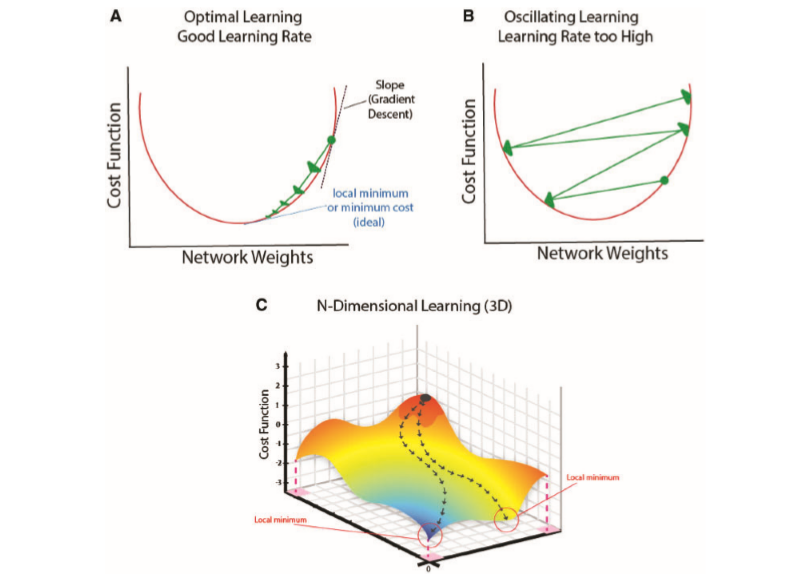 A
Optimal Learning
Good Learning Rate
Cost Function
Slope
(Gradient
Descent)
local minimum
or minimum cost
(ideal)
Network Weights
B
Oscillating Learning
Learning Rate too High
Cost Function
Network Weights
C
N-Dimensional Learning (3D)
Cost Function
3
2
1
0
-1
-2
-3
Local minimum
Local minimum
0